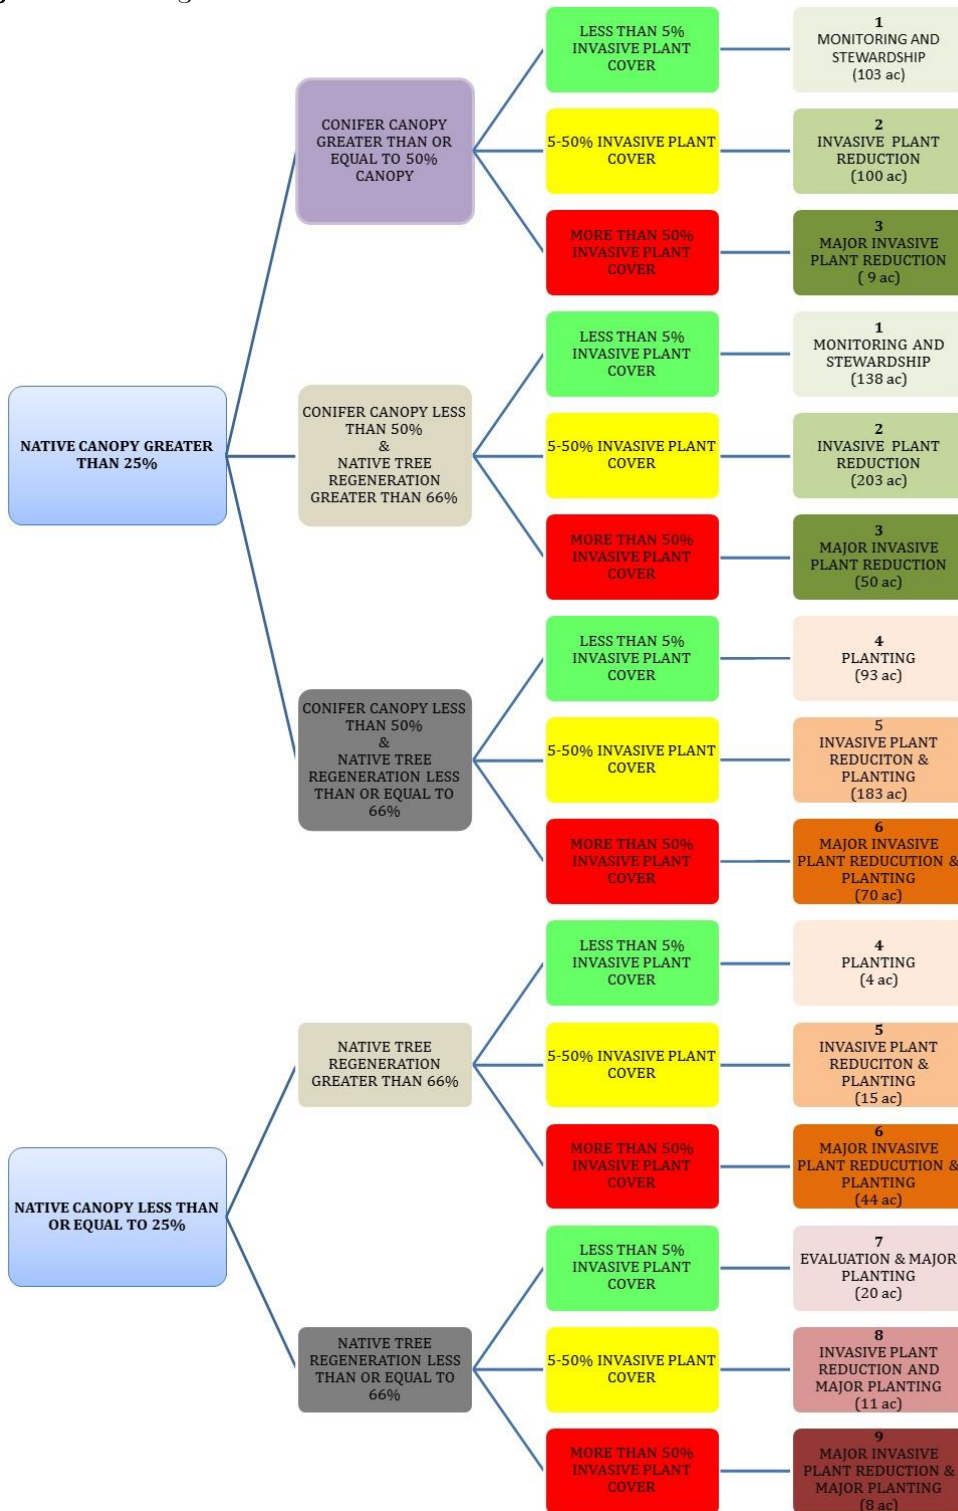 NATIVE CANOPY GREATER
THAN 25%
CONIFER CANOPY
GREATER THAN OR
EQUAL TO 50%
CANOPY
LESS THAN 5%
INVASIVE PLANT
COVER
1
MONITORING AND
STEWARDSHIP
(103 ac)
5-50% INVASIVE PLANT
COVER
2
INVASIVE PLANT
REDUCTION
(100 ac)
MORE THAN 50%
INVASIVE PLANT
COVER
3
MAJOR INVASIVE
PLANT REDUCTION
( 9 ac)
CONIFER CANOPY LESS
THAN 50%
&
NATIVE TREE
REGENERATION
GREATER THAN 66%
LESS THAN 5%
INVASIVE PLANT
COVER
1
MONITORING AND
STEWARDSHIP
(138 ac)
5-50% INVASIVE PLANT
COVER
2
INVASIVE PLANT
REDUCTION
(203 ac)
MORE THAN 50%
INVASIVE PLANT
COVER
3
MAJOR INVASIVE
PLANT REDUCTION
(50 ac)
CONIFER CANOPY LESS
THAN 50%
&
NATIVE TREE
REGENERATION LESS
THAN OR EQUAL TO
66%
LESS THAN 5%
INVASIVE PLANT
COVER
4
PLANTING
(93 ac)
5-50% INVASIVE PLANT
COVER
5
INVASIVE PLANT
REDUCITON &
PLANTING
(183 ac)
MORE THAN 50%
INVASIVE PLANT
COVER
6
MAJOR INVASIVE
PLANT REDUCUTION &
PLANTING
(70 ac)
NATIVE CANOPY LESS THAN
OR EQUAL TO 25%
NATIVE TREE
REGENERATION
GREATER THAN 66%
LESS THAN 5%
INVASIVE PLANT
COVER
4
PLANTING
(4 ac)
5-50% INVASIVE PLANT
COVER
5
INVASIVE PLANT
REDUCITON &
PLANTING
(15 ac)
MORE THAN 50%
INVASIVE PLANT
COVER
6
MAJOR INVASIVE
PLANT REDUCUTION &
PLANTING
(44 ac)
NATIVE TREE
REGENERATION LESS
THAN OR EQUAL TO
66%
LESS THAN 5%
INVASIVE PLANT
COVER
7
EVALUATION & MAJOR
PLANTING
(20 ac)
5-50% INVASIVE PLANT
COVER
8
INVASIVE PLANT
REDUCTION AND
MAJOR PLANTING
(11 ac)
MORE THAN 50%
INVASIVE PLANT
COVER
9
MAJOR INVASIVE
PLANT REDUCTION &
MAJOR PLANTING
(8 ac)